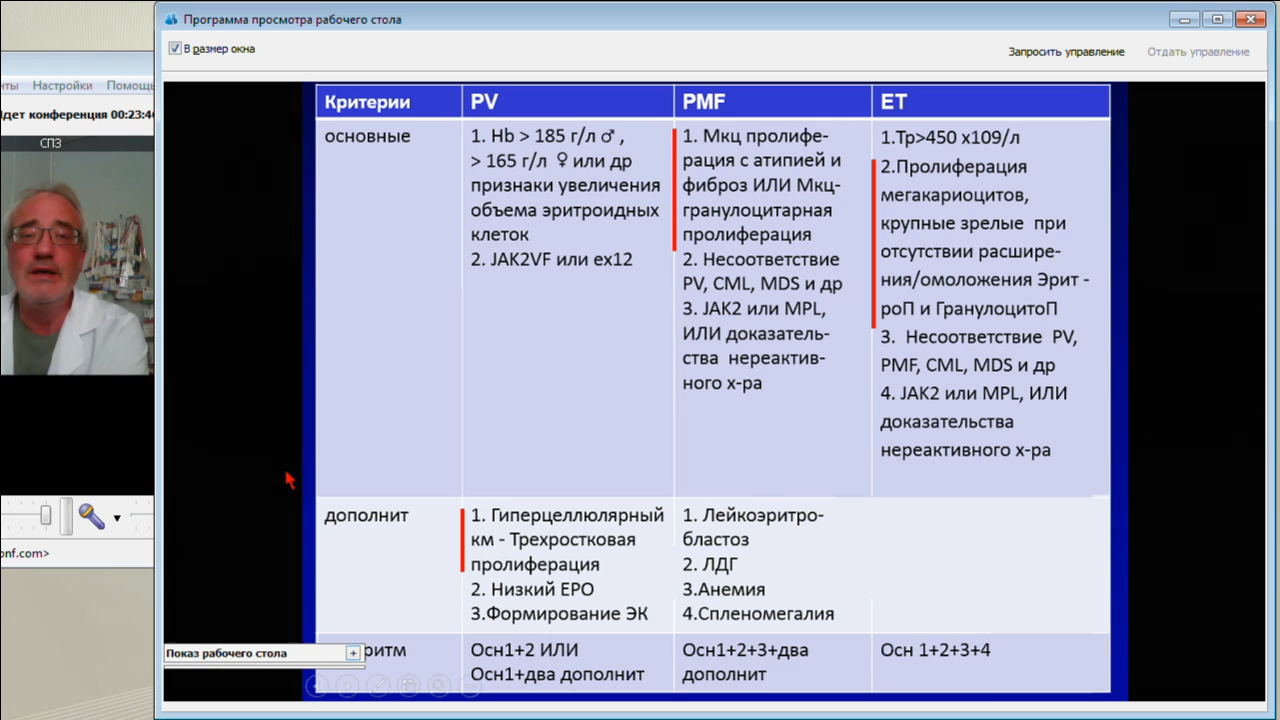 Программа просмотра рабочего стола
В размер окна
Запросить управление
Отдать управление
нты Настройки Помощь
Идет конференция 00:23:4
СПЗ
onf.com>
Критерии
PV
PMF
ET
основные
1. Hb > 185 г/л ♂ ,
> 165 г/л ♀ или др
признаки увеличения
объема эритроидных
клеток
2. JAK2VF или ex12
1. Мкц пролифе-
рация с атипией и
фиброз ИЛИ Мкц-
гранулоцитарная
пролиферация
2. Несоответствие
PV, CML, MDS и др
3. JAK2 или MPL,
ИЛИ доказатель-
ства нереактив-
ного х-ра
1.Тр>450 х109/л
2.Пролиферация
мегакариоцитов,
крупные зрелые при
отсутствии расшире-
ния/омоложения Эрит -
роП и ГранулоцитоП
3. Несоответствие PV,
PMF, CML, MDS и др
4. JAK2 или MPL, ИЛИ
доказательства
нереактивного х-ра
дополнит
1. Гиперцеллюлярный
км - Трехростковая
пролиферация
2. Низкий EPO
3.Формирование ЭК
1. Лейкоэритро-
бластоз
2. ЛДГ
3.Анемия
4.Спленомегалия
Показ рабочего стола
ритм
Осн1+2 ИЛИ
Осн1+два дополнит
Осн1+2+3+два
дополнит
Осн 1+2+3+4